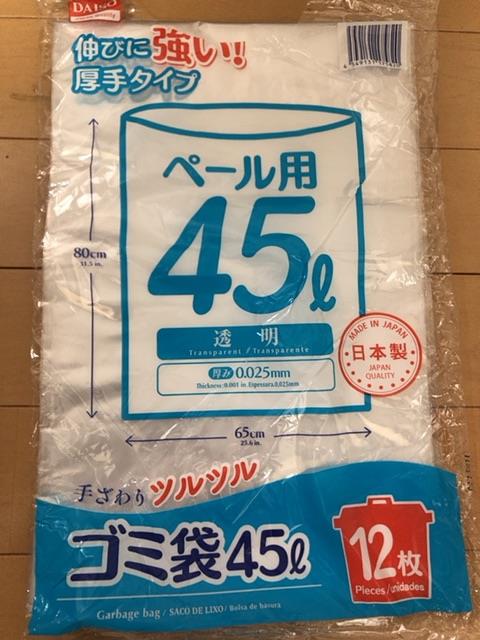 DAISO
伸びに強い!!
厚手タイプ
ペール用
45ℓ
80cm
31.5 in.
透明
Transparent / Transparente
厚み 0.025mm
Thickness:0.001 in. Espessura:0.025mm
MADE IN JAPAN
日本製
JAPAN QUALITY
65cm
25.6 in.
手ざわりツルツル
ゴミ袋45ℓ
12枚
Pieces / unidades
Garbage bag / SACO DE LIXO / Bolsa de basura